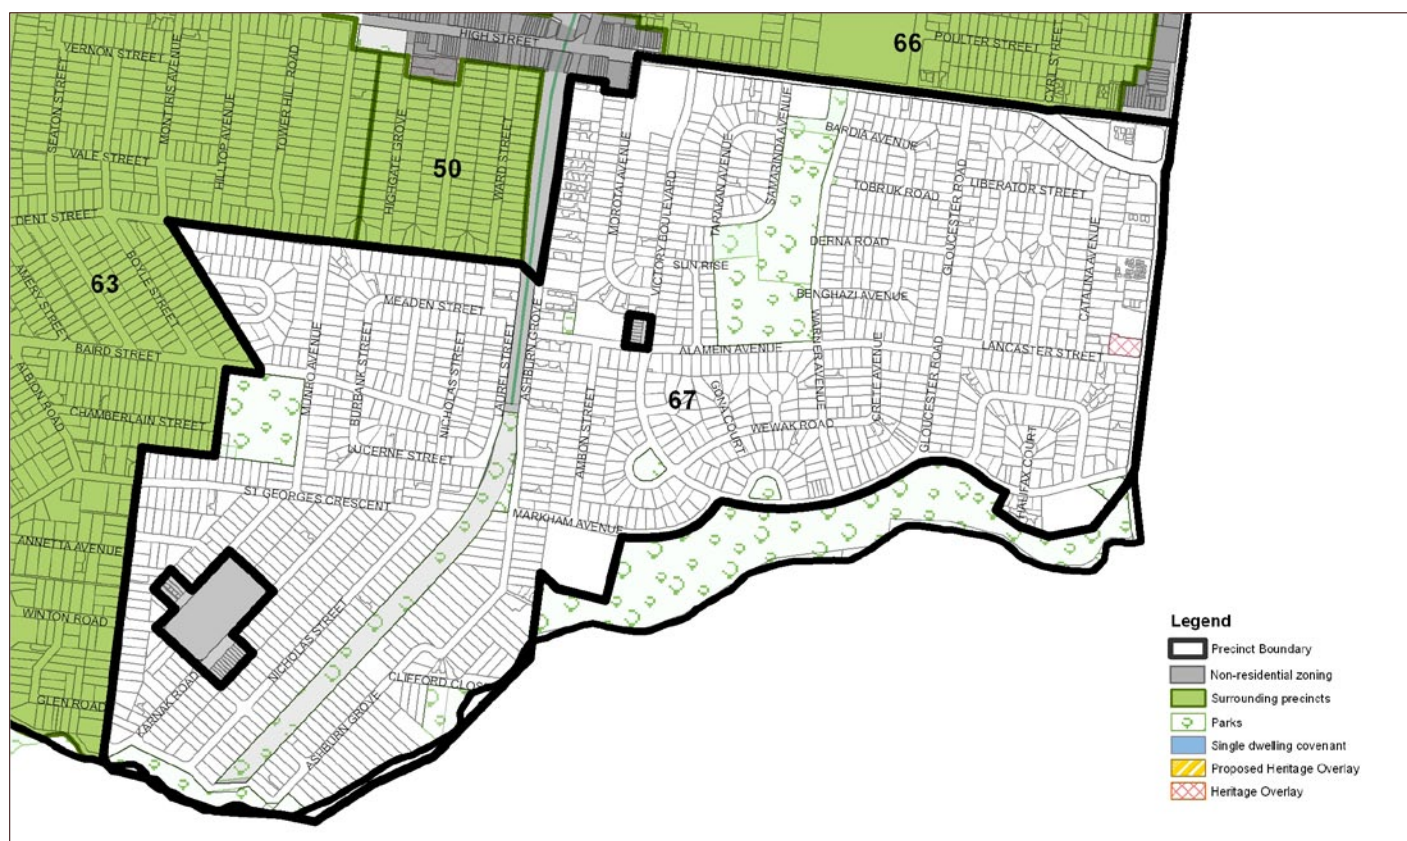 HIGH STREET
66
POULTER STREET
CYRIL STREET
VERNON STREET
SEATON STREET
MONTRIS AVENUE
HILLTOP AVENUE
TOWER HILL ROAD
VALE STREET
HIGHGATE GROVE
50
WARD STREET
DENT STREET
63
BOYLE STREET
AMERY STREET
BAIRD STREET
ALBION ROAD
CHAMBERLAIN STREET
MOROTAI AVENUE
VICTORY BOULEVARD
TARAKAN AVENUE
SAMARINDA AVENUE
BARDIA AVENUE
TOBRUK ROAD
GLOUCESTER ROAD
LIBERATOR STREET
DERNA ROAD
SUN RISE
BENGHAZI AVENUE
CATALINA AVENUE
MEADEN STREET
MUNRO AVENUE
BURBANK STREET
NICHOLAS STREET
AUREL STREET
ASHBURN GROVE
ALAMEIN AVENUE
WARNER AVENUE
CRETE AVENUE
GLOUCESTER ROAD
LANCASTER STREET
67
GONA COURT
WEWAK ROAD
AMBON STREET
HALIFAX COURT
LUCERNE STREET
ST GEORGES CRESCENT
MARKHAM AVENUE
ANNETTA AVENUE
WINTON ROAD
GLEN ROAD
KARNAK ROAD
NICHOLAS STREET
CLIFFORD CLOS
ASHBURN GROVE
Legend
Precinct Boundary
Non-residential zoning
Surrounding precincts
Parks
Single dwelling covenant
Proposed Heritage Overlay
Heritage Overlay